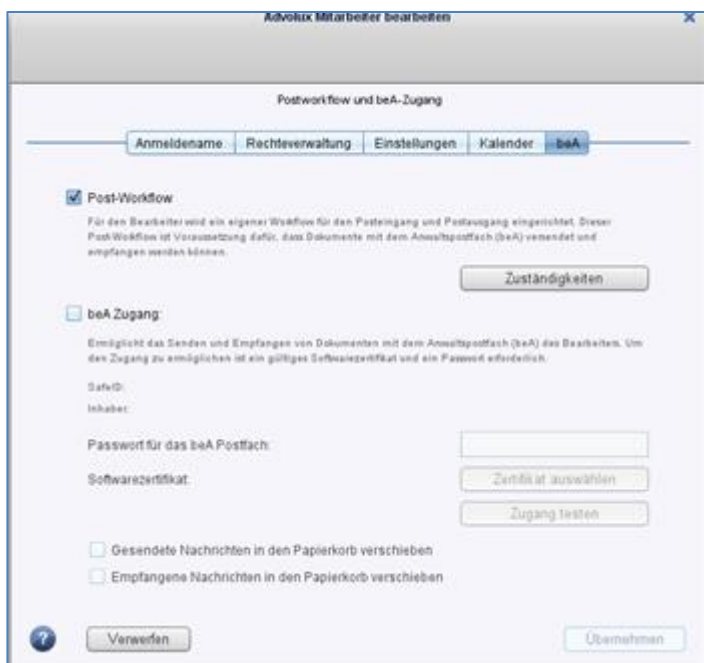 Advolux Mitarbeiter bearbeiten
Postworkflow und beA-Zugang
Anmeldename Rechteverwaltung Einstellungen Kalender beA
Post-Workflow
Für den Bearbeiter wird ein eigener Workflow für den Posteingang und Postausgang eingerichtet. Dieser
Post-Workflow ist Voraussetzung dafür, dass Dokumente mit dem Anwaltspostfach (beA) versendet und
empfangen werden können.
Zuständigkeiten
beA Zugang:
Ermöglicht das Senden und Empfangen von Dokumenten mit dem Anwaltspostfach (beA) des Bearbeiters. Um
den Zugang zu ermöglichen ist ein gültiges Softwarezertifikat und ein Passwort erforderlich.
SafeID:
Inhaber:
Passwort für das beA Postfach:
Softwarezertifikat: Zertifikat auswählen
Zugang testen
Gesendete Nachrichten in den Papierkorb verschieben
Empfangene Nachrichten in den Papierkorb verschieben
? Verwerfen Übernehmen